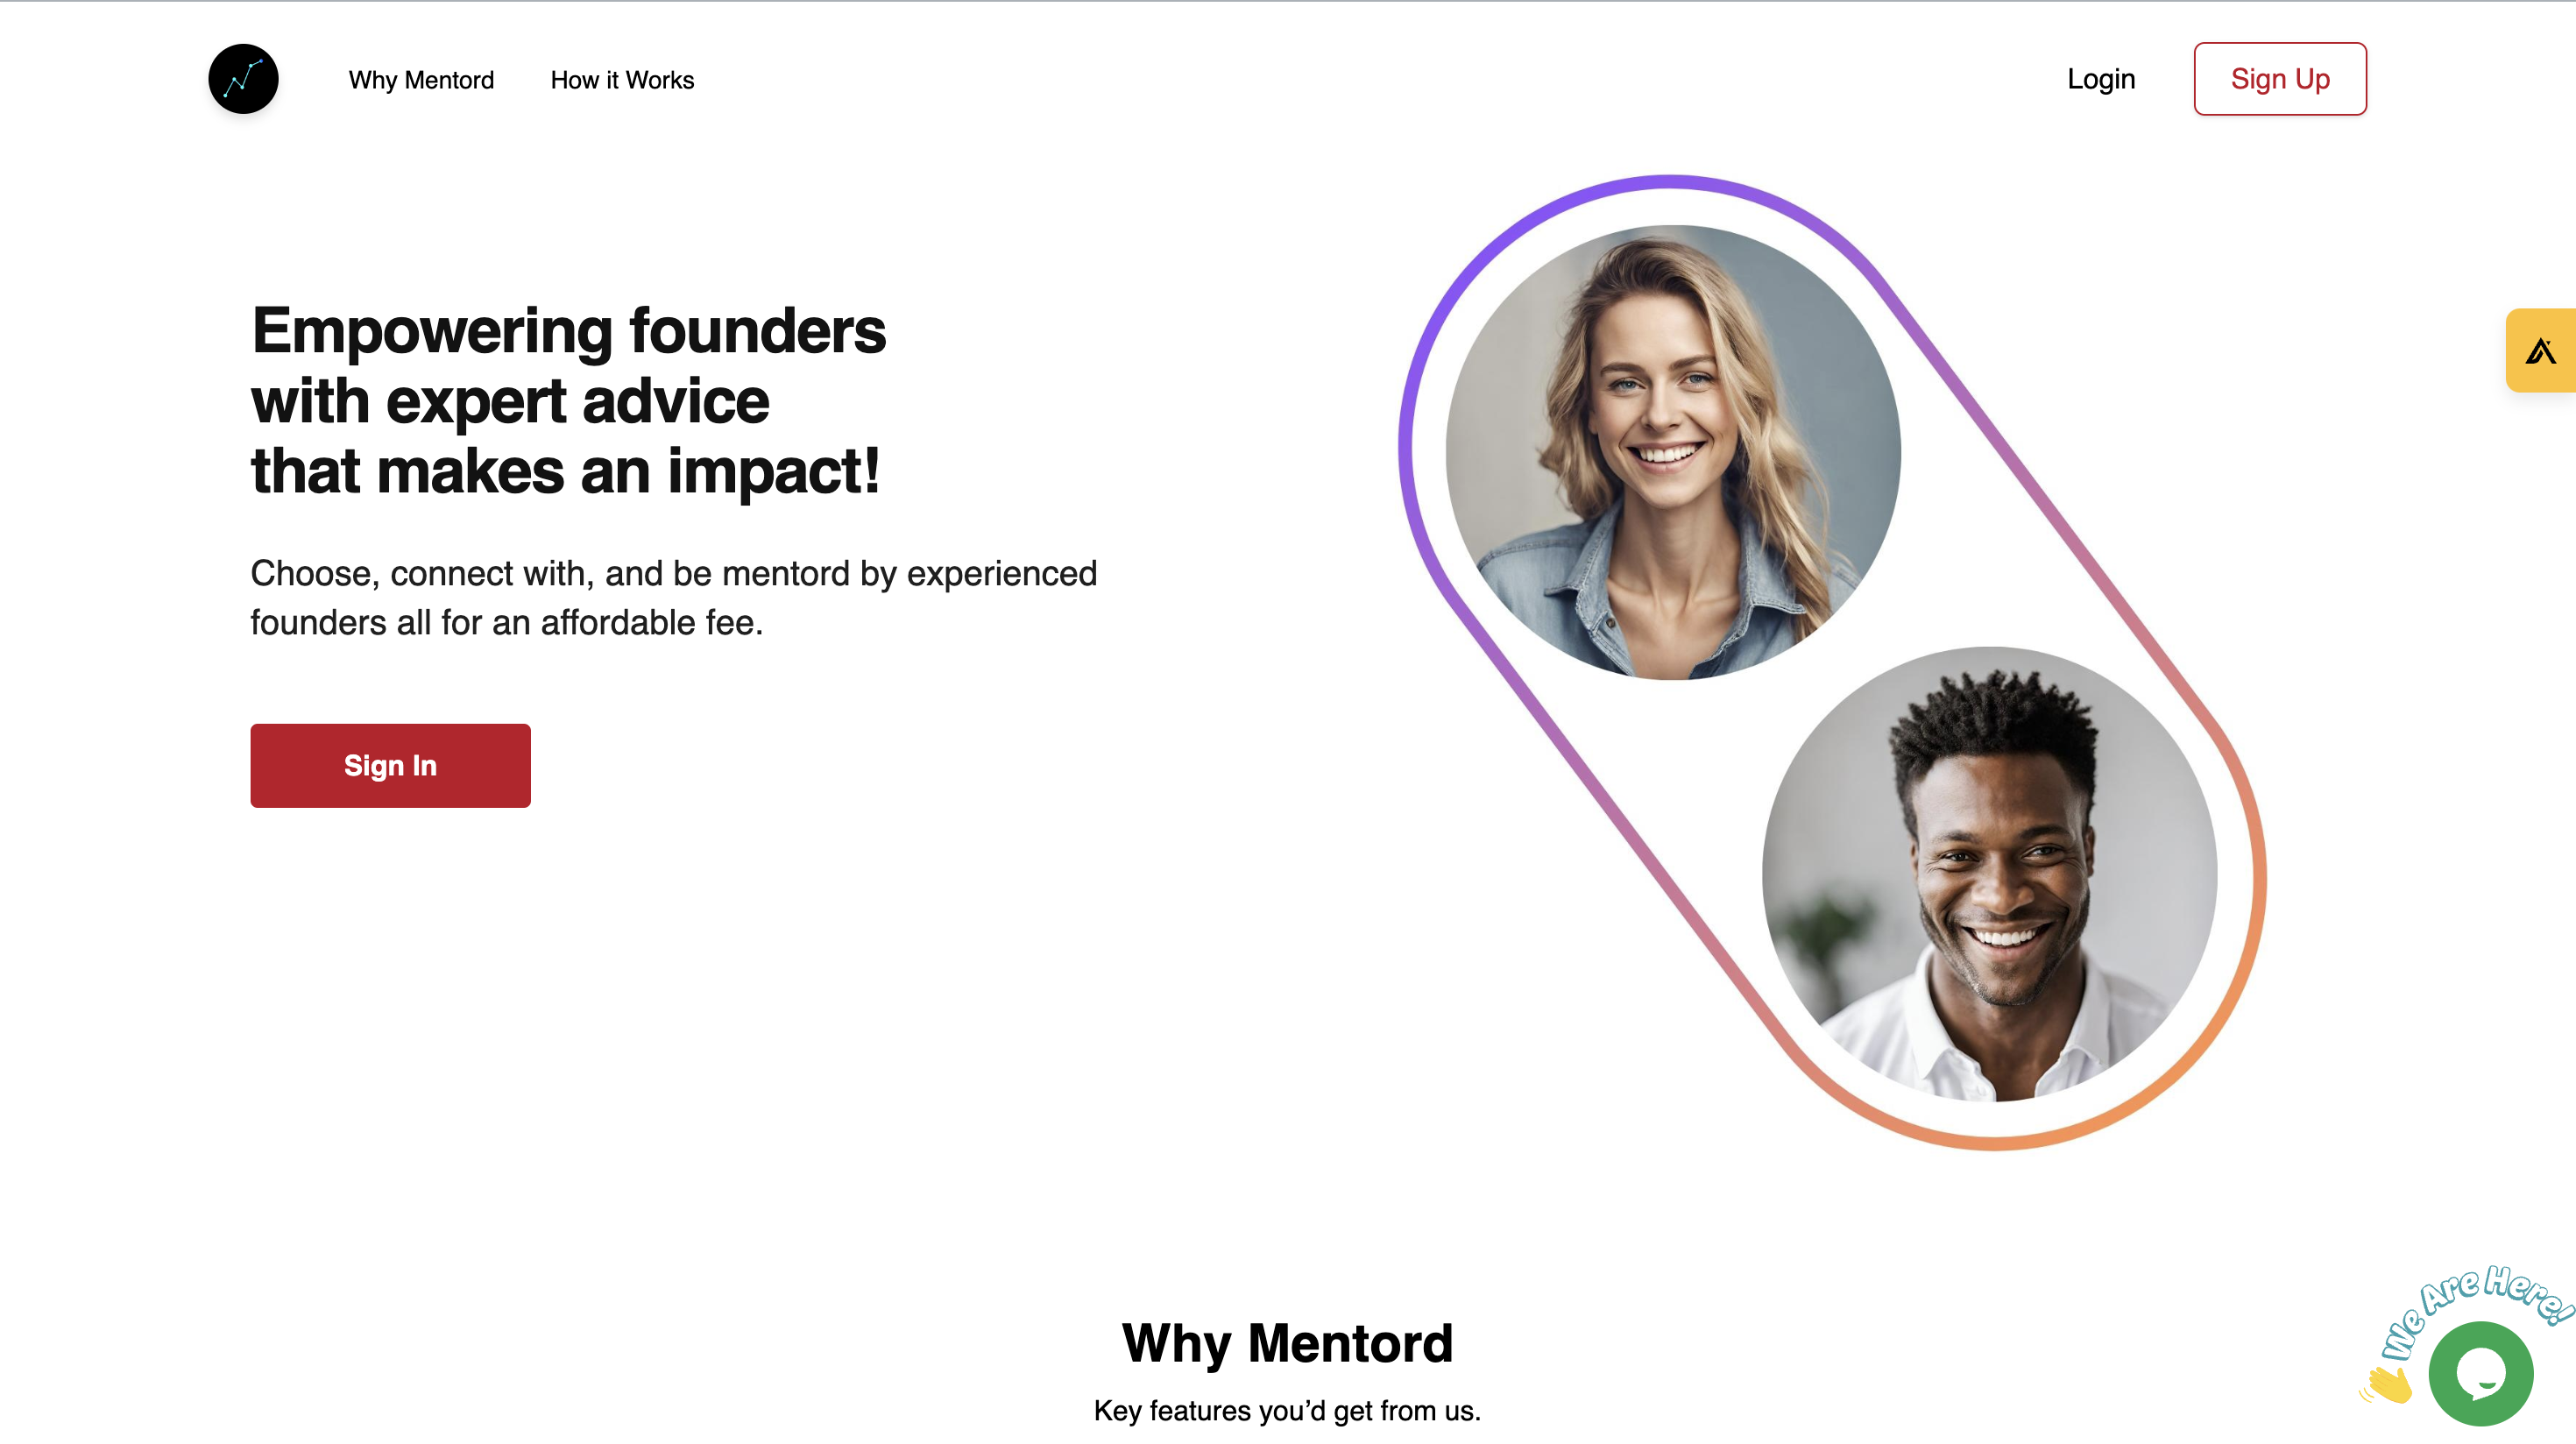 Why Mentord
How it Works
Login
Sign Up
Empowering founders
with expert advice
that makes an impact!
Choose, connect with, and be mentord by experienced
founders all for an affordable fee.
Sign In
Why Mentord
Key features you’d get from us.
We Are Here!